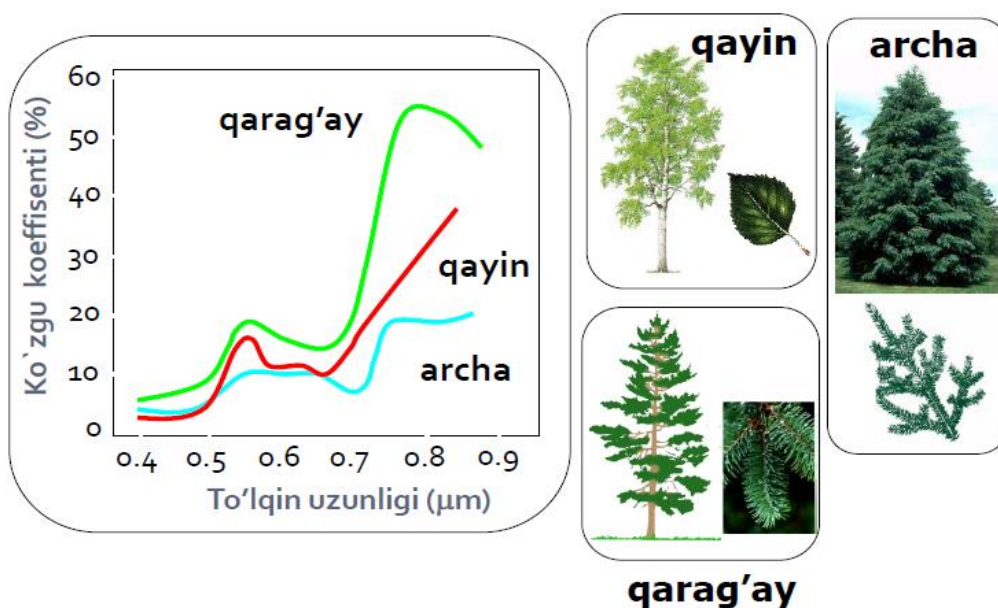 Ko`zgu koeffisenti (%)
60
50
40
30
20
10
0
qarag'ay
qayin
archa
0.4 0.5 0.6 0.7 0.8 0.9
To'lqin uzunligi (μm)
qayin
archa
qarag'ay